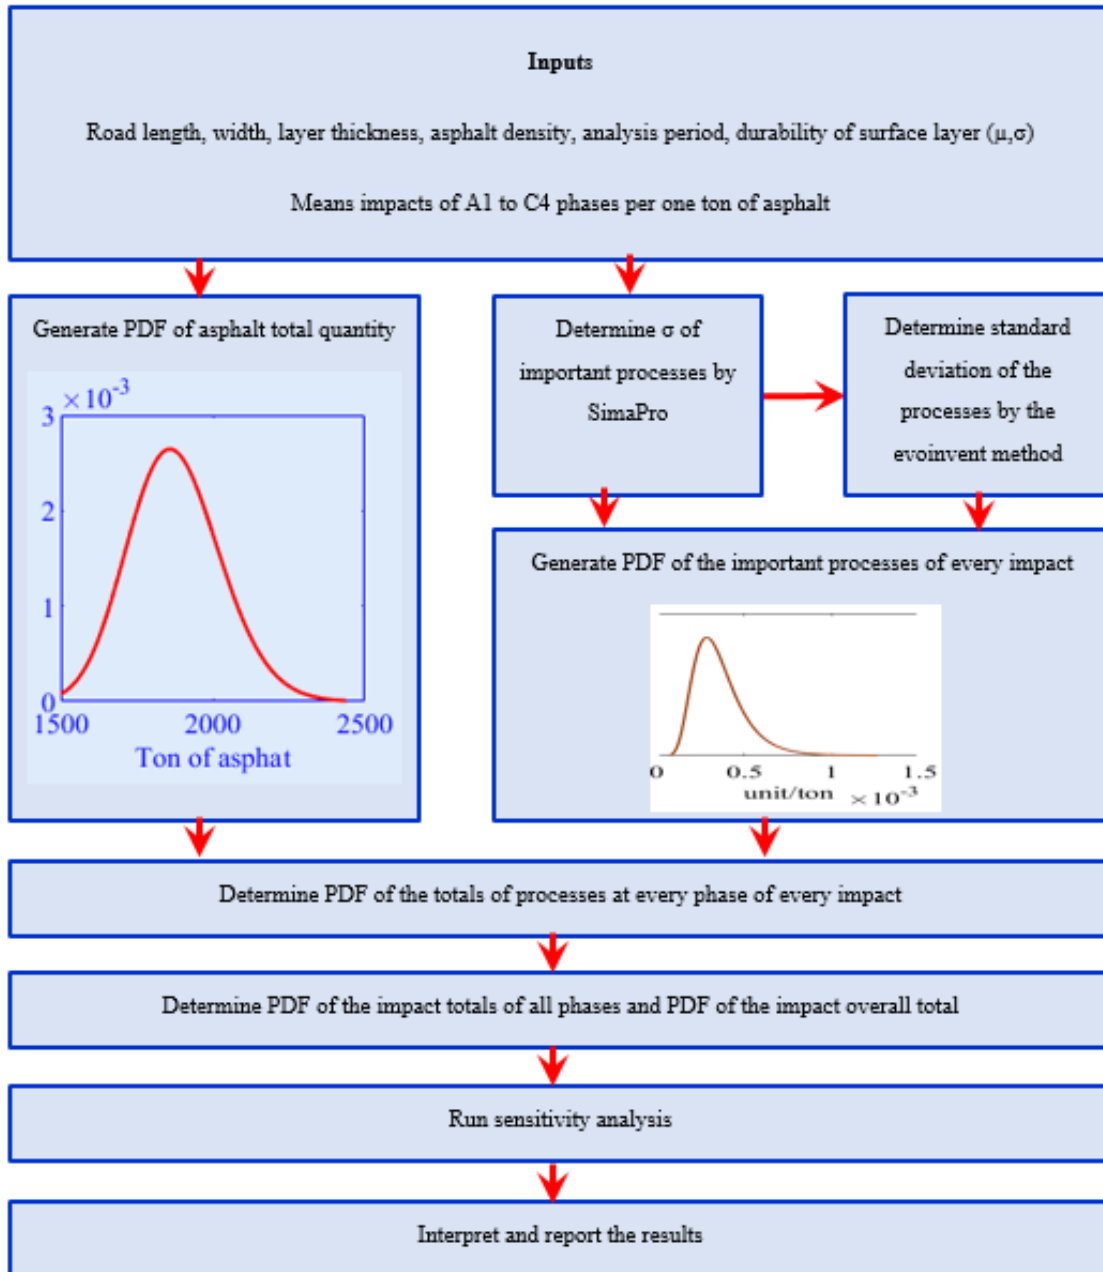 Inputs
Road length, width, layer thickness, asphalt density, analysis period, durability of surface layer (μ,σ)
Means impacts of A1 to C4 phases per one ton of asphalt
Generate PDF of asphalt total quantity
×10-3
3
2
1
0
1500 2000 2500
Ton of asphat
Determine σ of
important processes by
SimaPro
Determine standard
deviation of the
processes by the
evoinvent method
Generate PDF of the important processes of every impact
0 0.5 1 1.5
unit/ton ×10-3
Determine PDF of the totals of processes at every phase of every impact
Determine PDF of the impact totals of all phases and PDF of the impact overall total
Run sensitivity analysis
Interpret and report the results